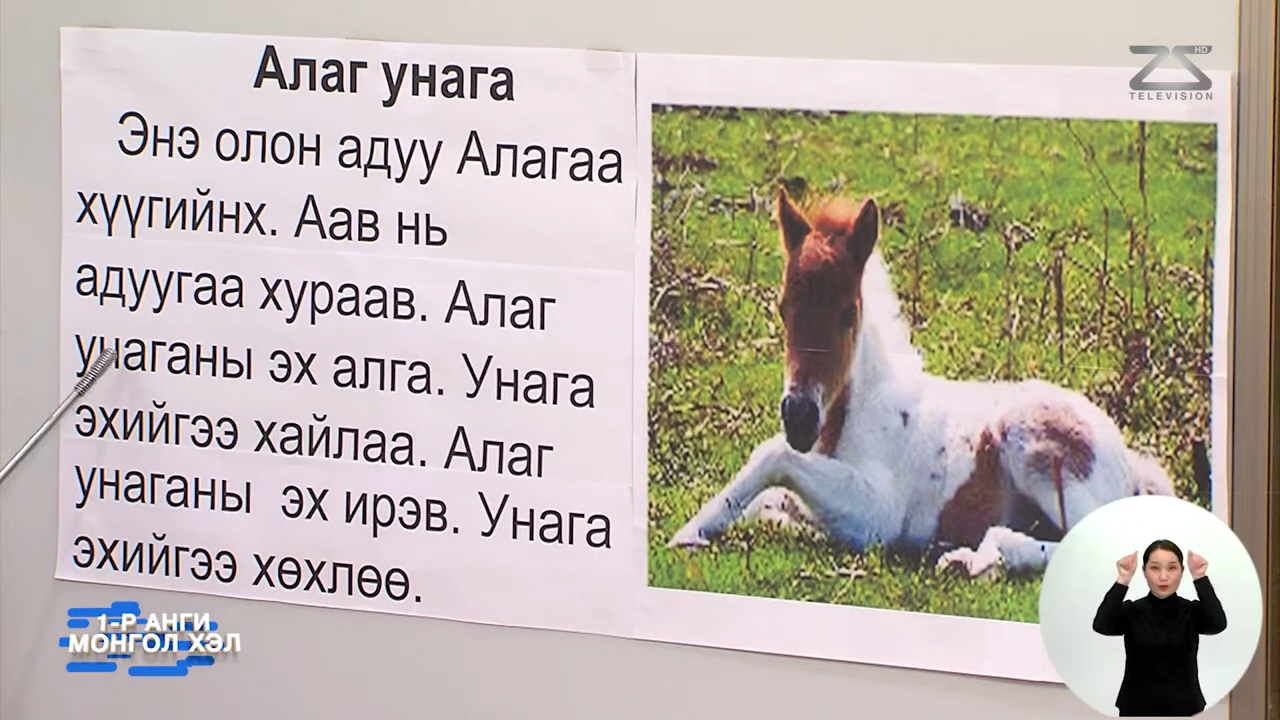 Алаг унага
Энэ олон адуу Алагаа
хүүгийнх. Аав нь
адуугаа хураав. Алаг
унаганы эх алга. Унага
эхийгээ хайлаа. Алаг
унаганы эх ирэв. Унага
эхийгээ хөхлөө.
HD
TELEVISION
1-Р АНГИ
МОНГОЛ ХЭЛ